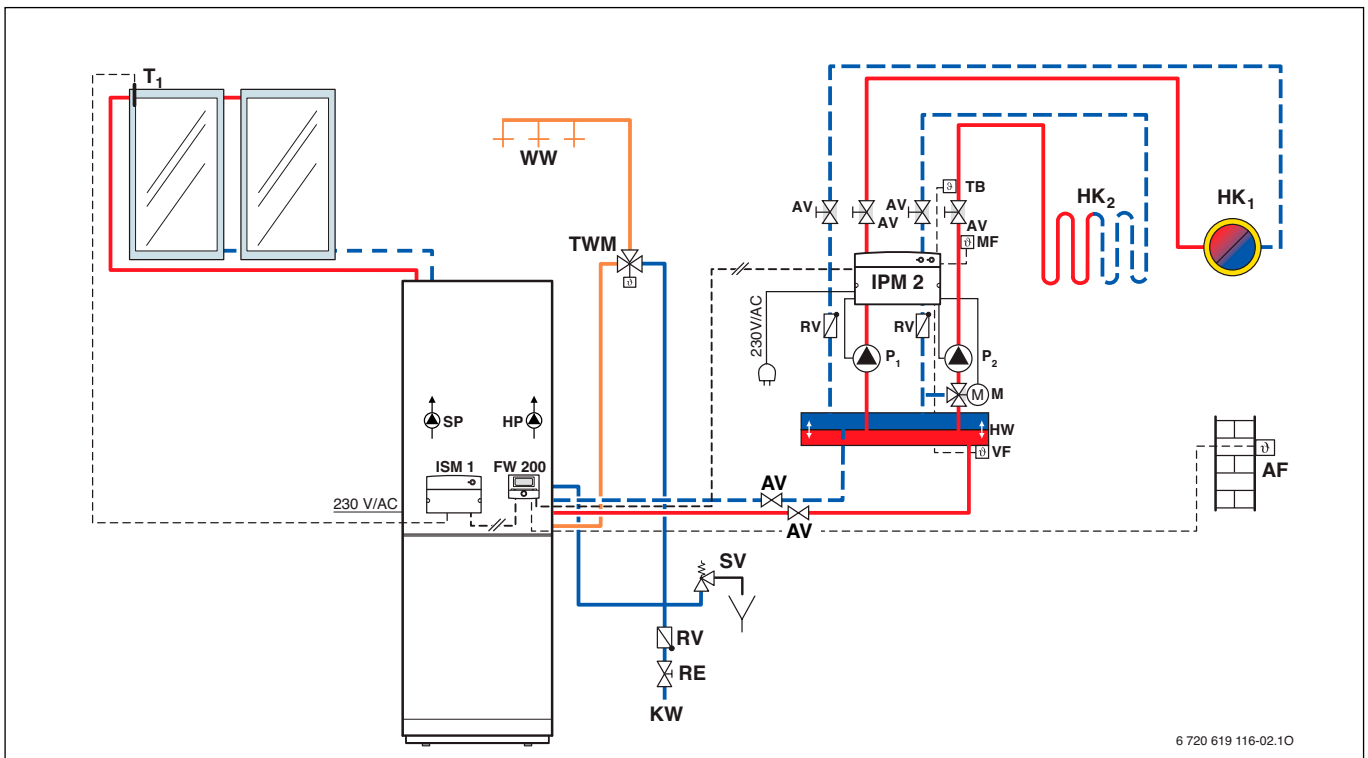 T1
WW
TWM
ϑ
AV
AV
AV
AV
ϑ TB
ϑ MF
HK2
HK1
IPM 2
230V/AC
RV
RV
P1
P2
M M
HW
ϑ VF
ϑ
AF
SP
HP
ISM 1
FW 200
230 V/AC
AV
AV
SV
RV
RE
KW
6 720 619 116-02.1O